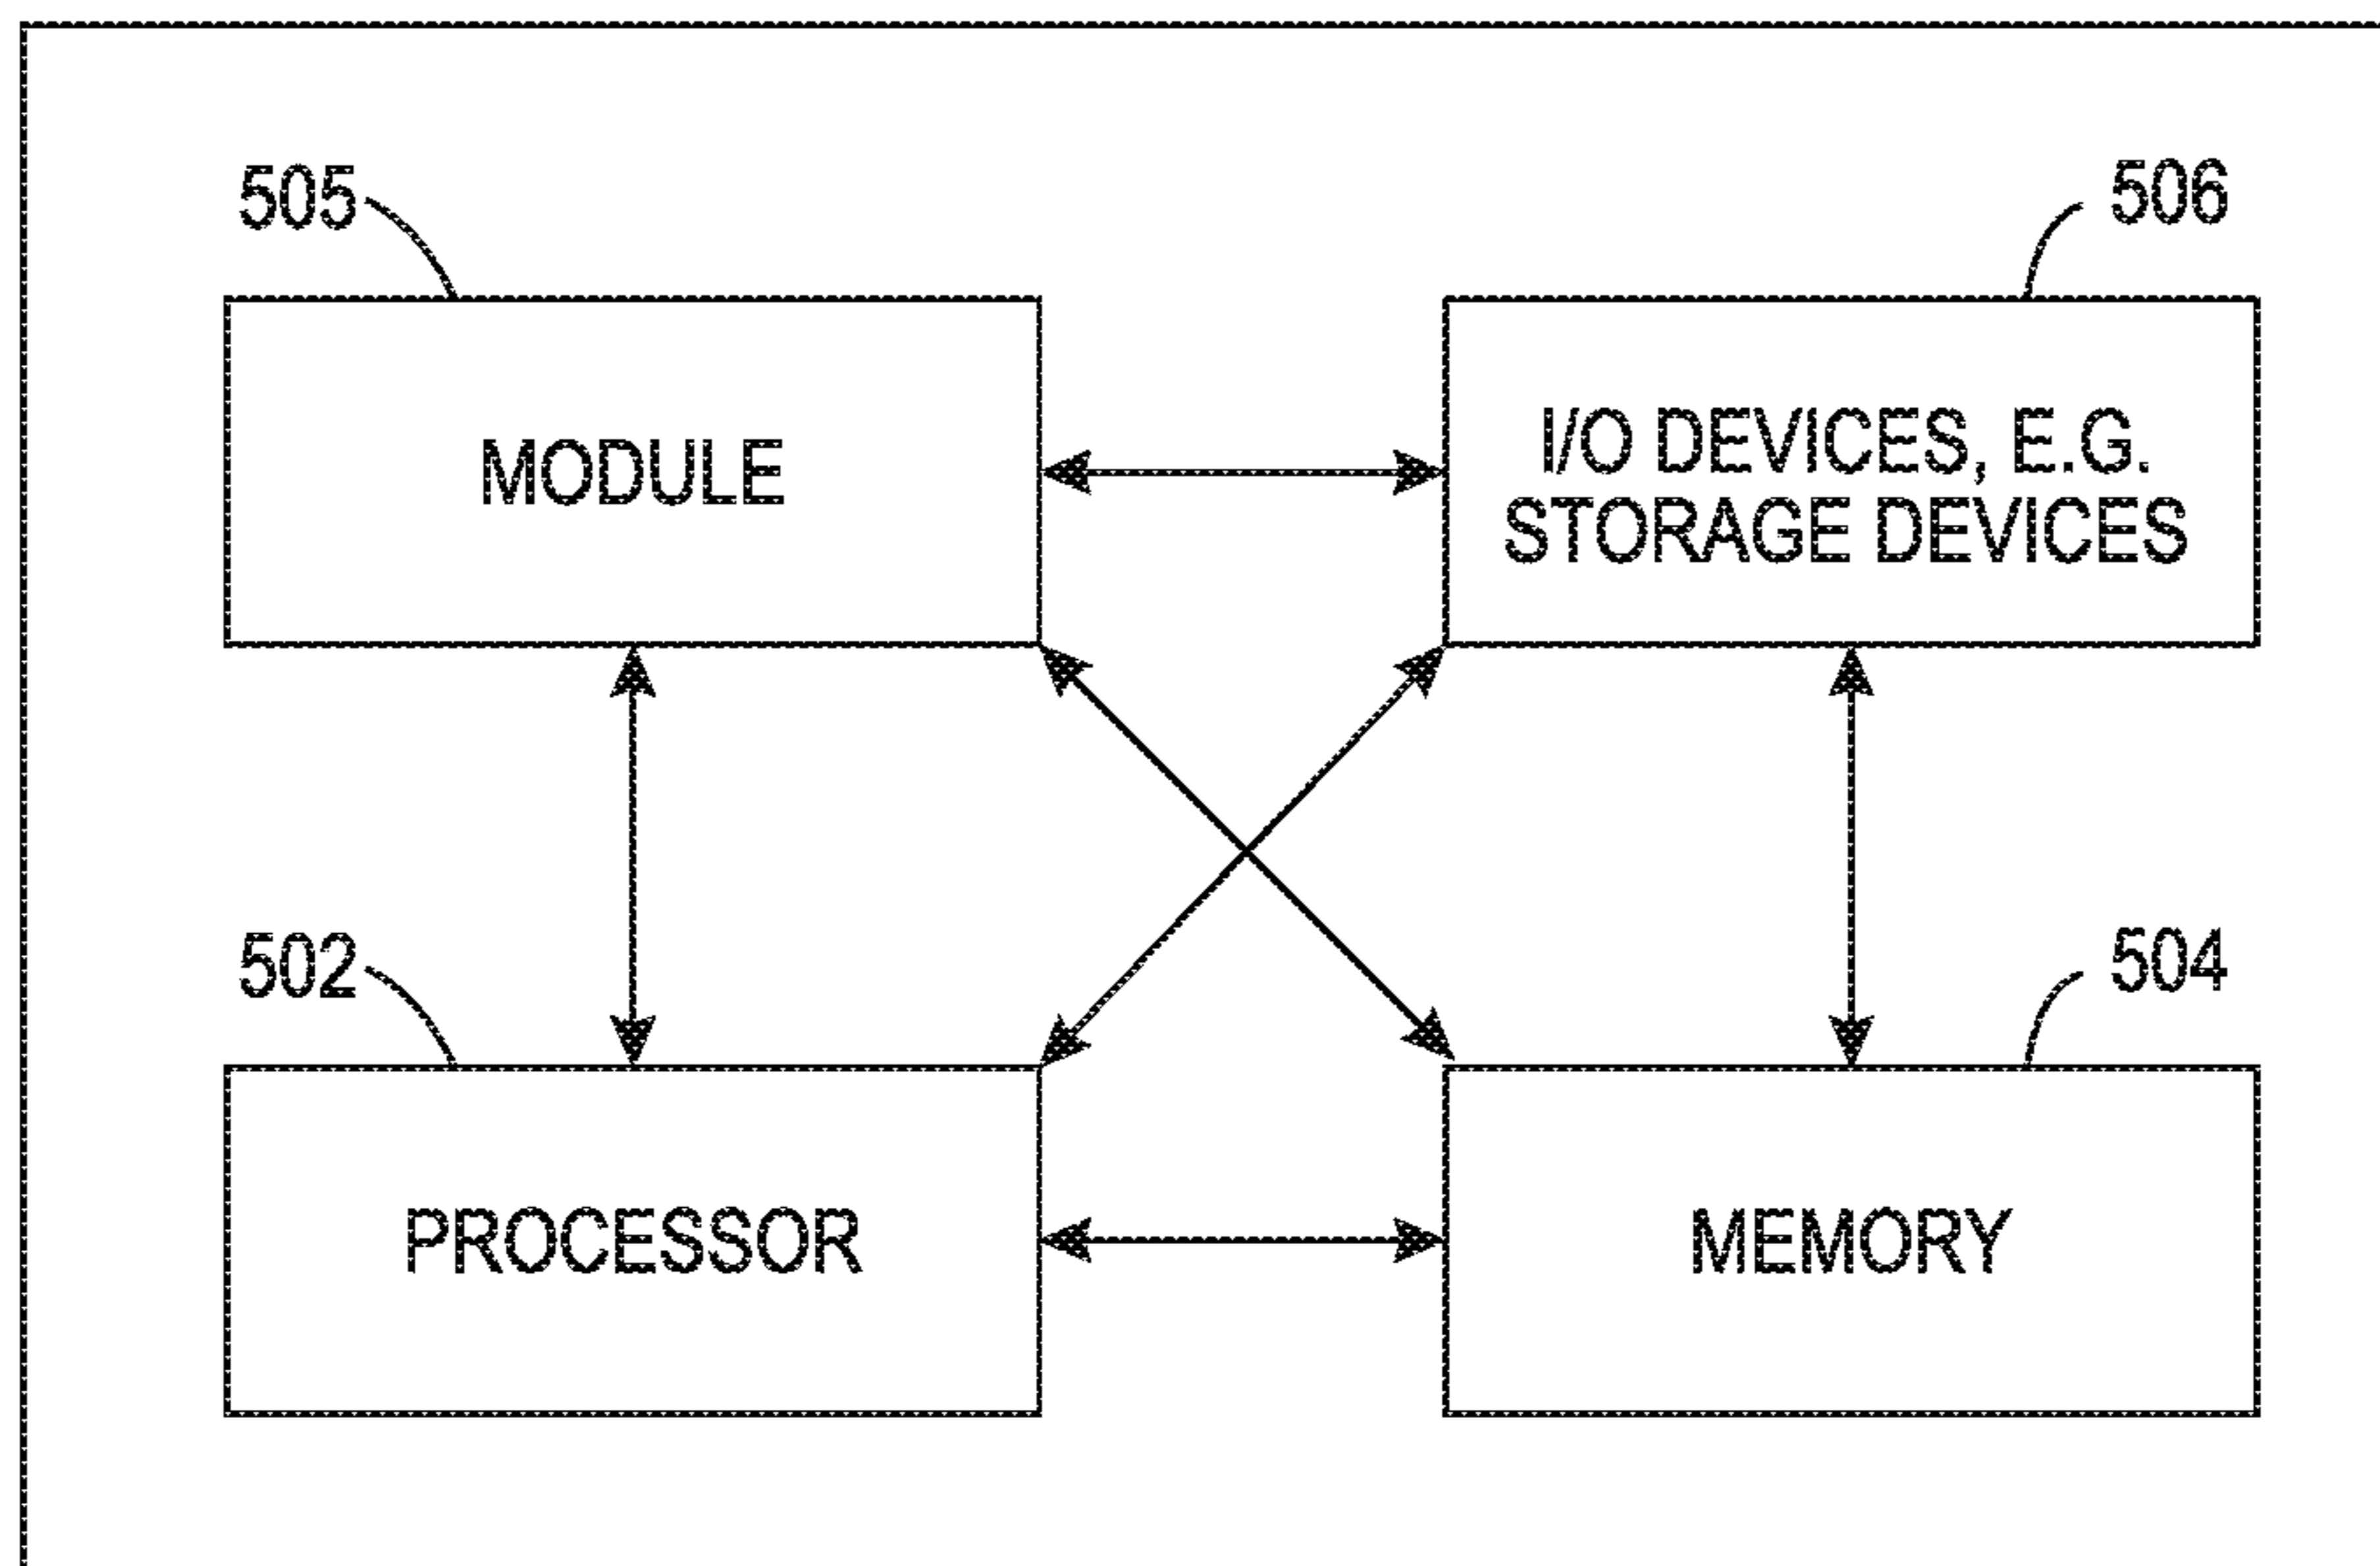 505
506
MODULE
I/O DEVICES, E.G.
STORAGE DEVICES
502
504
PROCESSOR
MEMORY